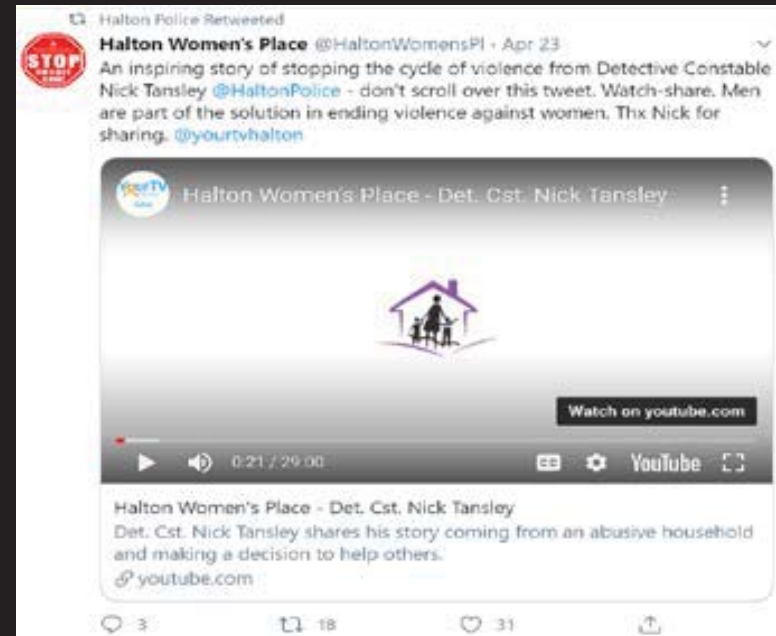 Halton Police Retweeted
Halton Women's Place @HaltonWomensPl · Apr 23
STOP
An inspiring story of stopping the cycle of violence from Detective Constable
Nick Tansley @HaltonPolice - don't scroll over this tweet. Watch-share. Men
are part of the solution in ending violence against women. Thx Nick for
sharing. @yourtvhalton
YourTV
Halton Women's Place - Det. Cst. Nick Tansley
Watch on youtube.com
0:21 / 29:00
CC
YouTube
Halton Women's Place - Det. Cst. Nick Tansley
Det. Cst. Nick Tansley shares his story coming from an abusive household
and making a decision to help others.
youtube.com
3 18 31